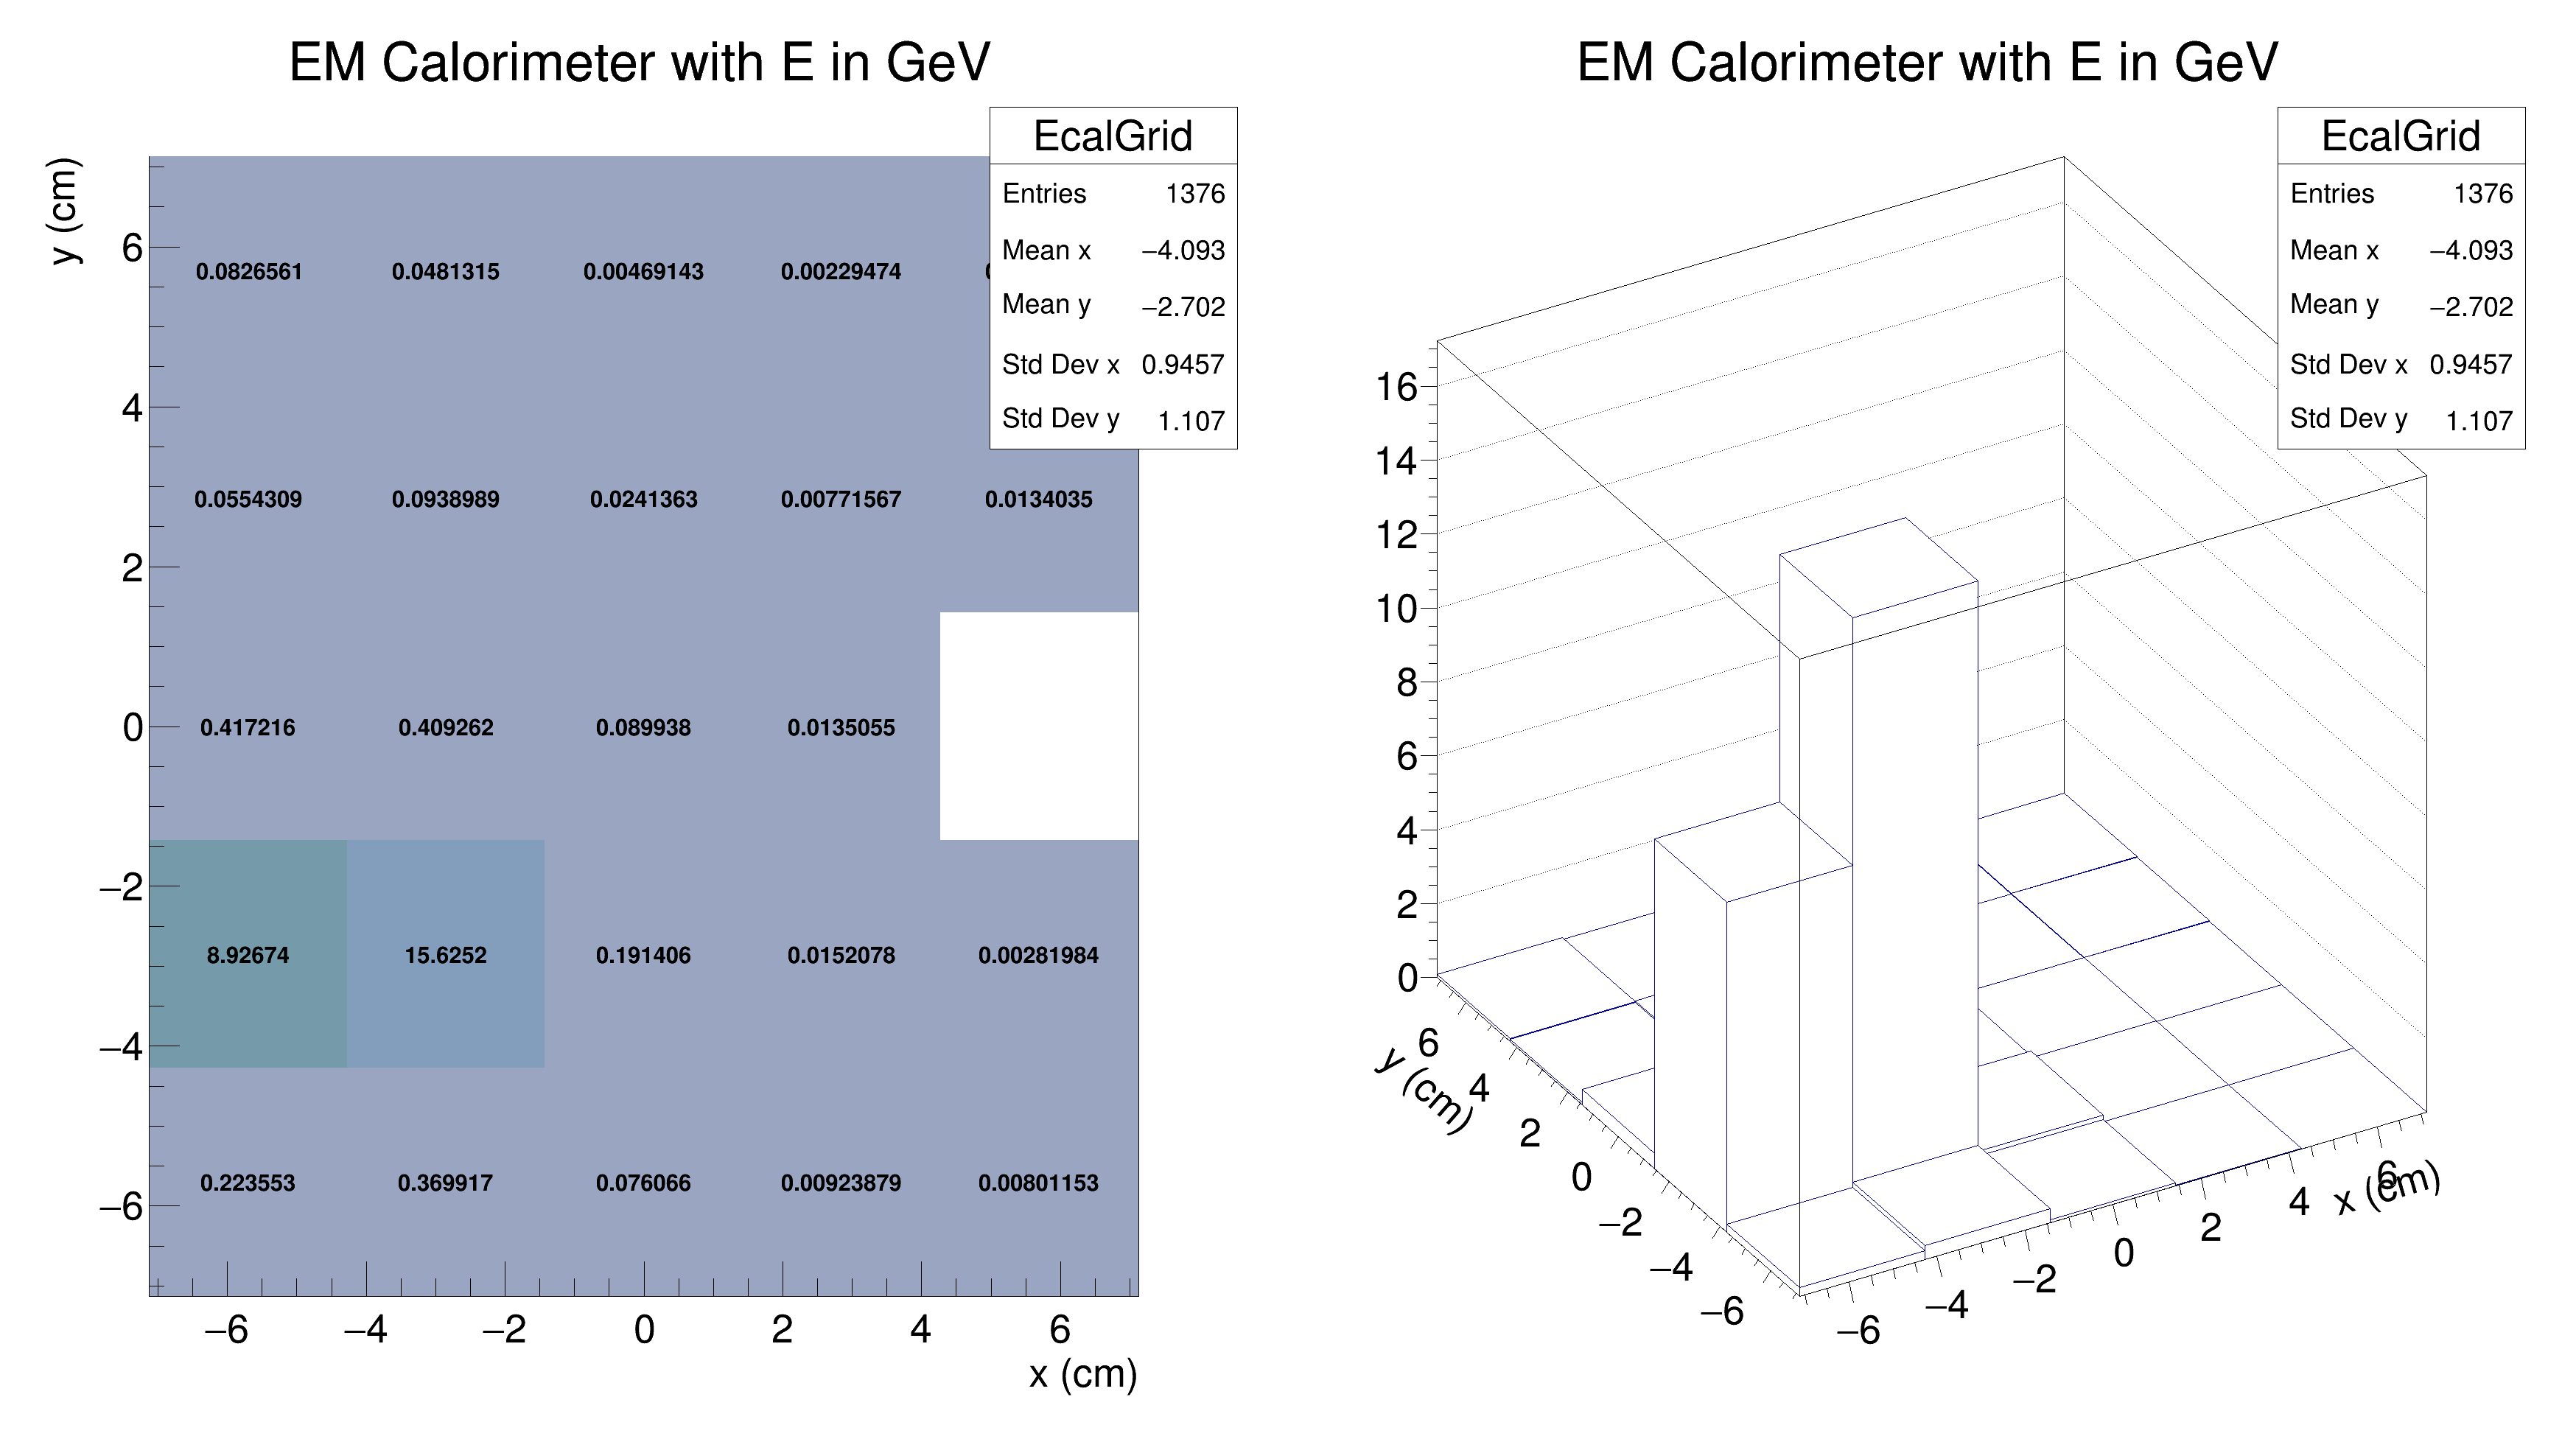 EM Calorimeter with E in GeV
EcalGrid
Entries 1376
Mean x −4.093
Mean y −2.702
Std Dev x 0.9457
Std Dev y 1.107
y (cm)
6
4
2
0
−2
−4
−6
0.0826561 0.0481315 0.00469143 0.00229474
0.0554309 0.0938989 0.0241363 0.00771567 0.0134035
0.417216 0.409262 0.089938 0.0135055
8.92674 15.6252 0.191406 0.0152078 0.00281984
0.223553 0.369917 0.076066 0.00923879 0.00801153
−6 −4 −2 0 2 4 6
x (cm)
EM Calorimeter with E in GeV
EcalGrid
Entries 1376
Mean x −4.093
Mean y −2.702
Std Dev x 0.9457
Std Dev y 1.107
16
14
12
10
8
6
4
2
0
y (cm)
6
4
2
0
−2
−4
−6
−6 −4 −2 0 2 4 6
x (cm)